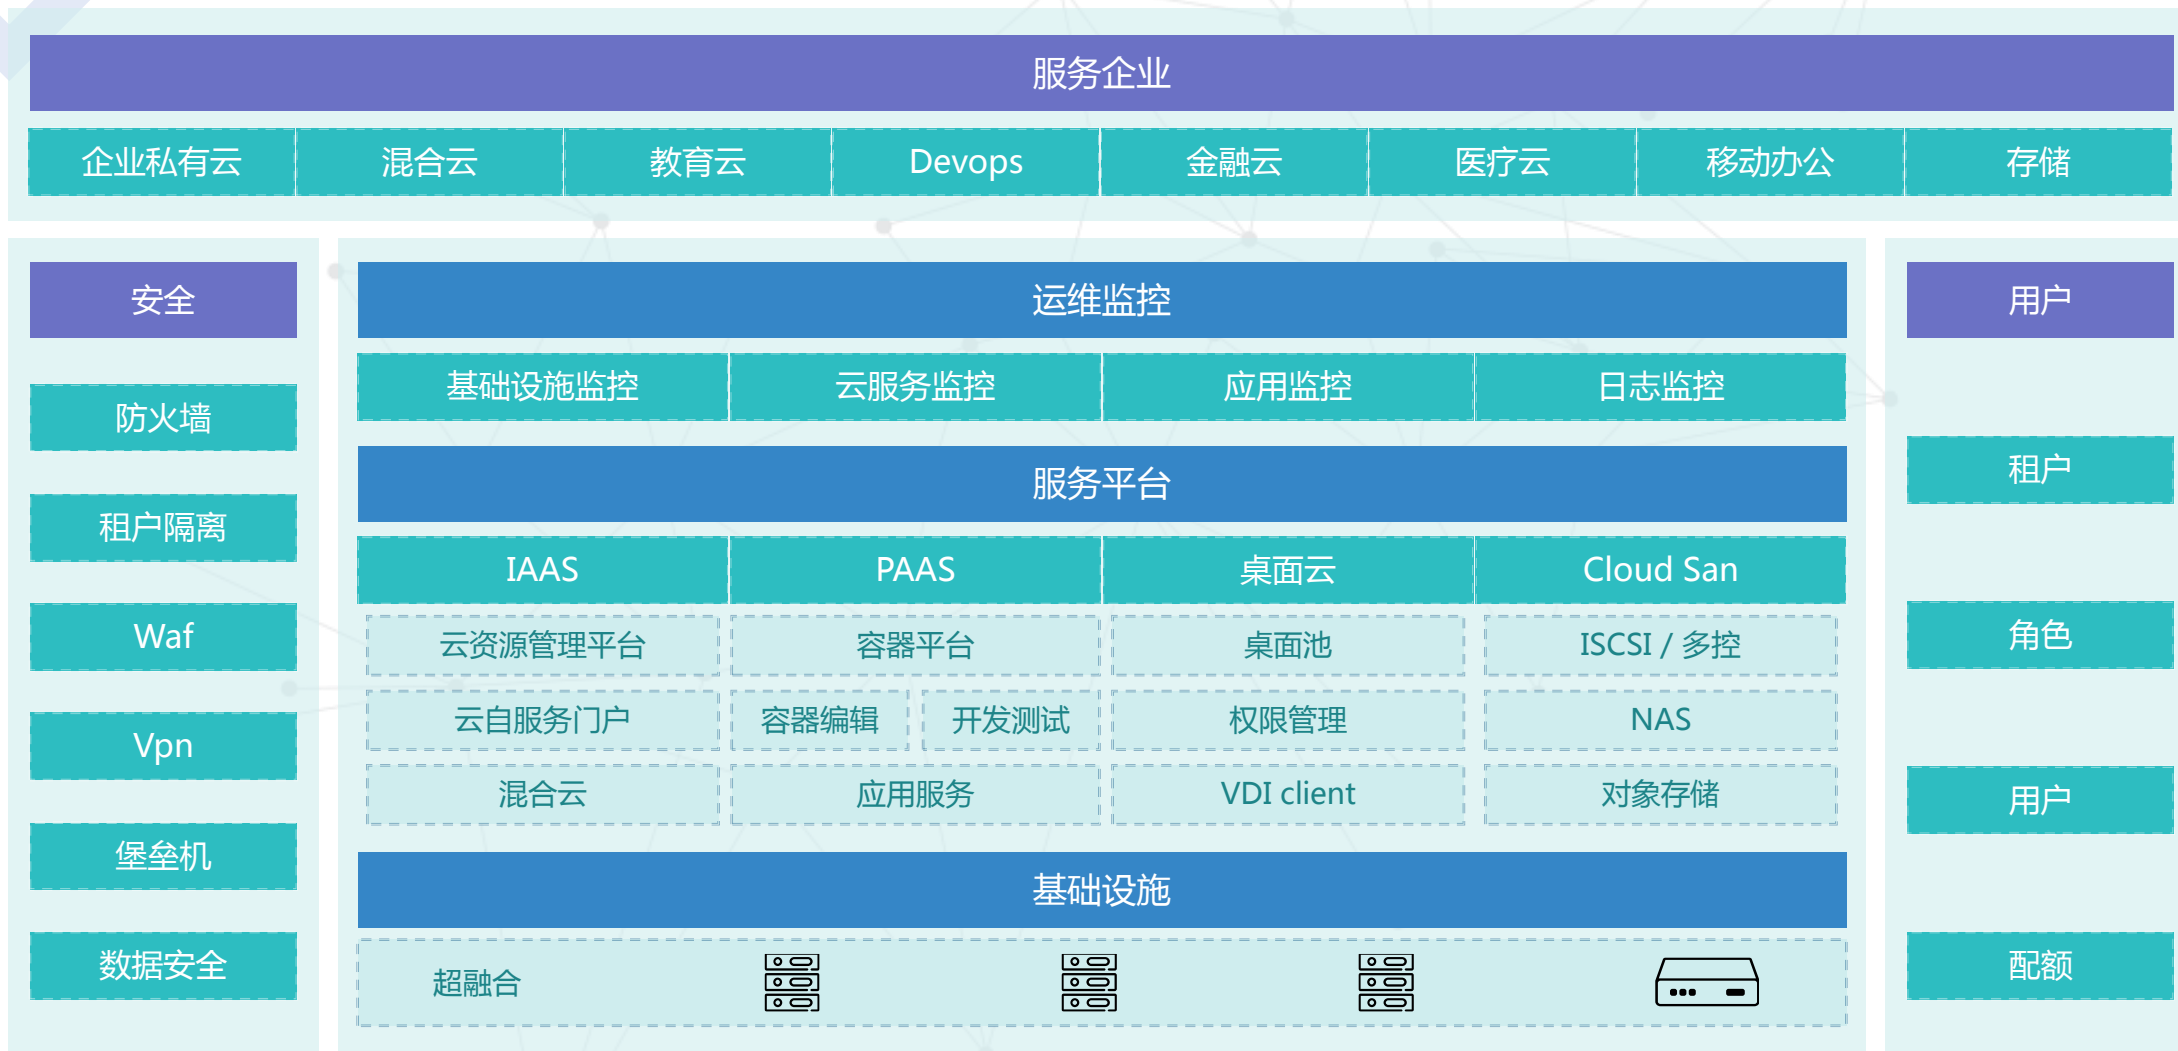 服务企业
企业私有云 混合云 教育云 Devops 金融云 医疗云 移动办公 存储
安全
防火墙
租户隔离
Waf
Vpn
堡垒机
数据安全
运维监控
基础设施监控 云服务监控 应用监控 日志监控
服务平台
IAAS PAAS 桌面云 Cloud San
云资源管理平台 容器平台 桌面池 ISCSI / 多控
云自服务门户 容器编辑 开发测试 权限管理 NAS
混合云 应用服务 VDI client 对象存储
基础设施
超融合
用户
租户
角色
用户
配额